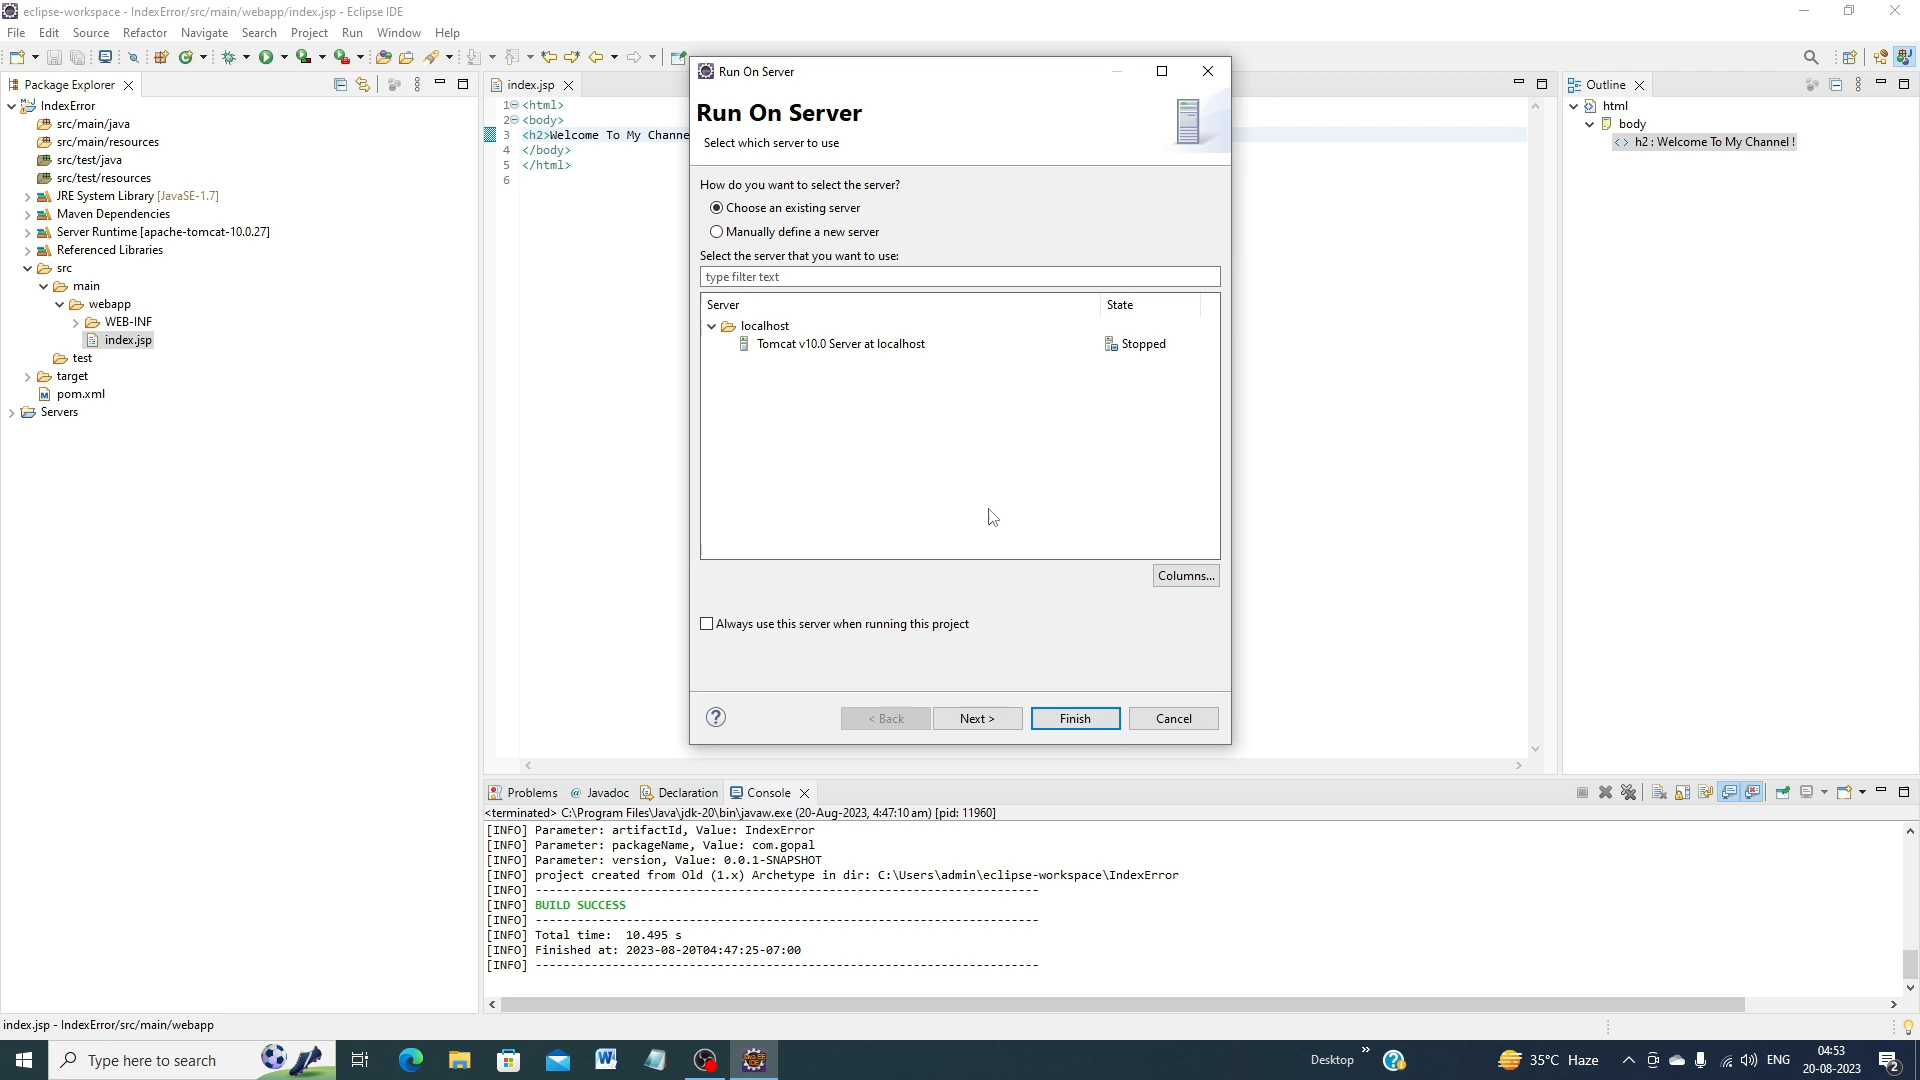 eclipse-workspace - IndexError/src/main/webapp/index.jsp - Eclipse IDE
File Edit Source Refactor Navigate Search Project Run Window Help
Package Explorer
IndexError
src/main/java
src/main/resources
src/test/java
src/test/resources
JRE System Library [JavaSE-1.7]
Maven Dependencies
Server Runtime [apache-tomcat-10.0.27]
Referenced Libraries
src
main
webapp
WEB-INF
index.jsp
test
target
pom.xml
Servers
index.jsp
1 <html>
2 <body>
3 <h2>Welcome To My Channe
4 </body>
5 </html>
6
Run On Server
Run On Server
Select which server to use
How do you want to select the server?
Choose an existing server
Manually define a new server
Select the server that you want to use:
type filter text
Server State
localhost
Tomcat v10.0 Server at localhost Stopped
Columns...
Always use this server when running this project
? < Back Next > Finish Cancel
Outline
html
body
<> h2 : Welcome To My Channel !
Problems @ Javadoc Declaration Console
<terminated> C:\Program Files\Java\jdk-20\bin\javaw.exe (20-Aug-2023, 4:47:10 am) [pid: 11960]
[INFO] Parameter: artifactId, Value: IndexError
[INFO] Parameter: packageName, Value: com.gopal
[INFO] Parameter: version, Value: 0.0.1-SNAPSHOT
[INFO] project created from Old (1.x) Archetype in dir: C:\Users\admin\eclipse-workspace\IndexError
[INFO] ------------------------------------------------------------------------
[INFO] BUILD SUCCESS
[INFO] ------------------------------------------------------------------------
[INFO] Total time:  10.495 s
[INFO] Finished at: 2023-08-20T04:47:25-07:00
[INFO] ------------------------------------------------------------------------
index.jsp - IndexError/src/main/webapp
Type here to search
Desktop
35°C Haze
ENG
04:53
20-08-2023
2